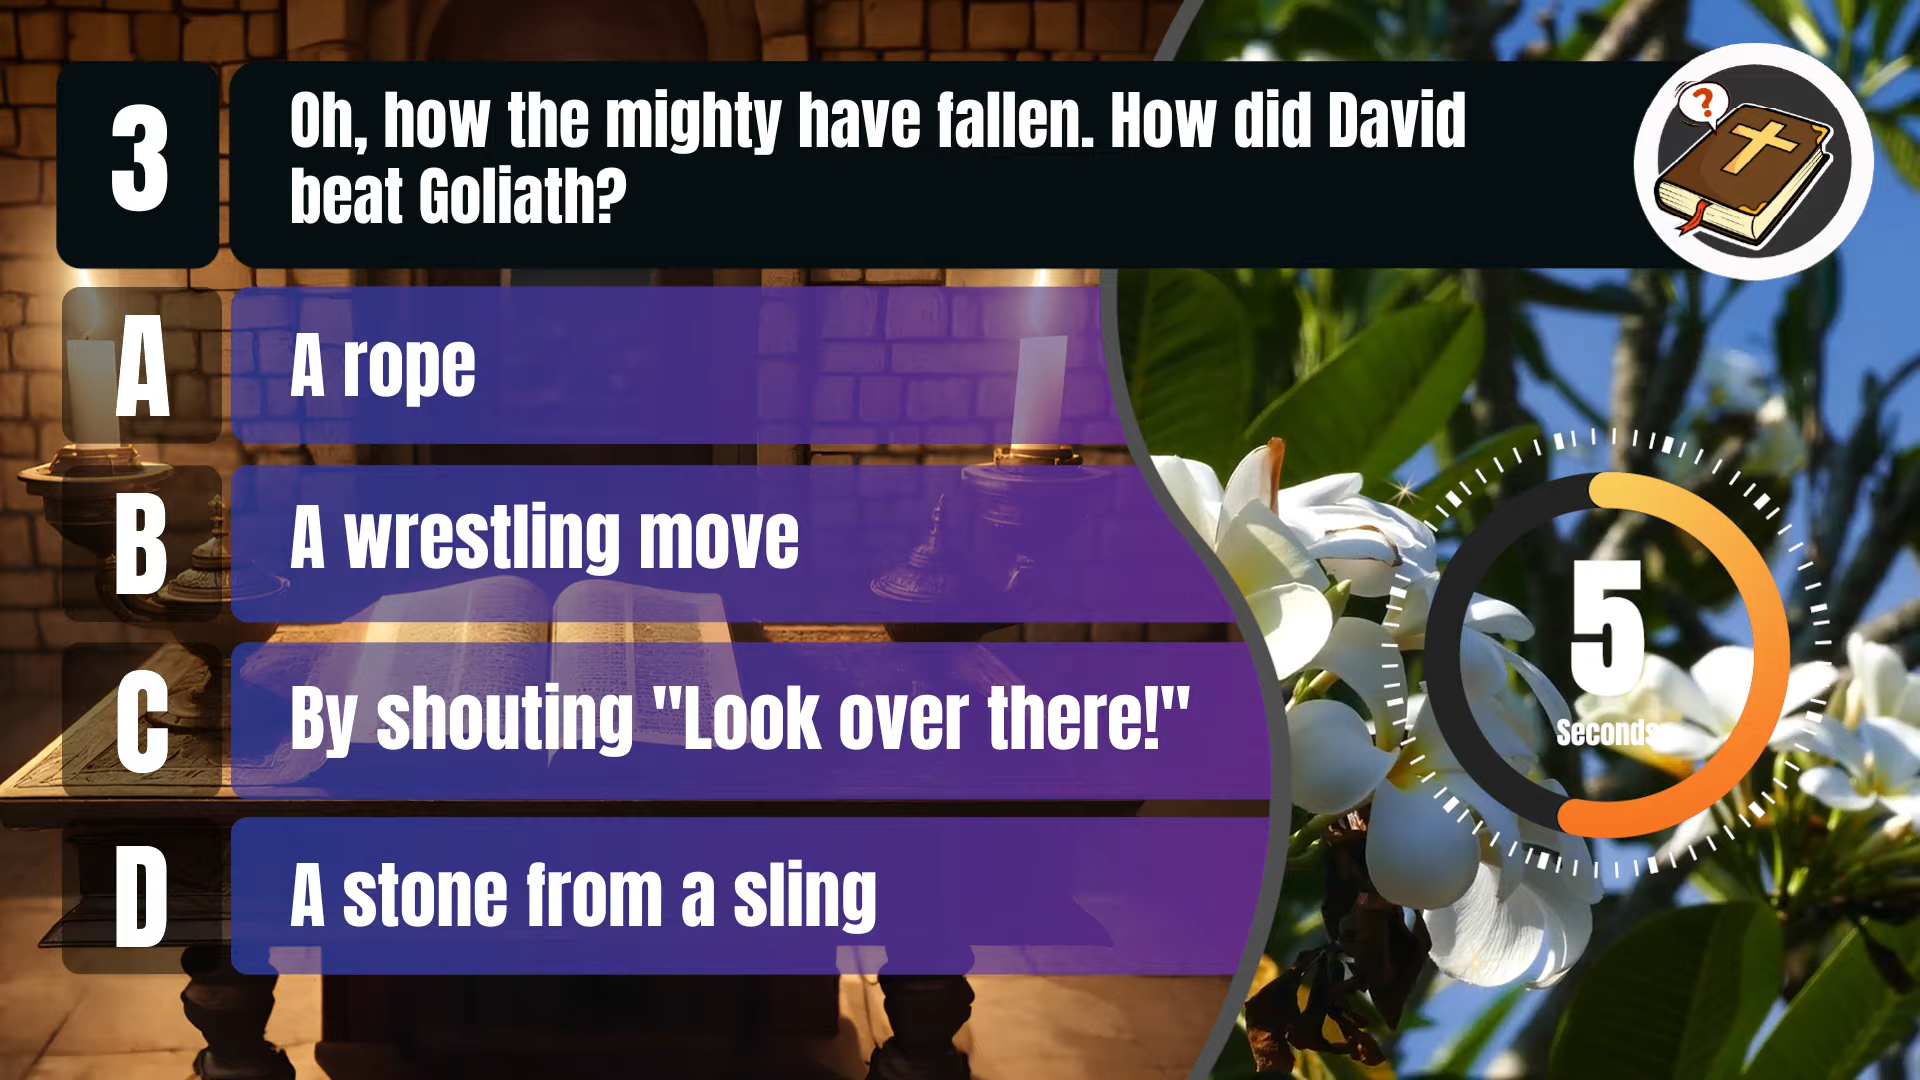 3
Oh, how the mighty have fallen. How did David
beat Goliath?
?
A
A rope
B
A wrestling move
C
By shouting "Look over there!"
D
A stone from a sling
5
Seconds